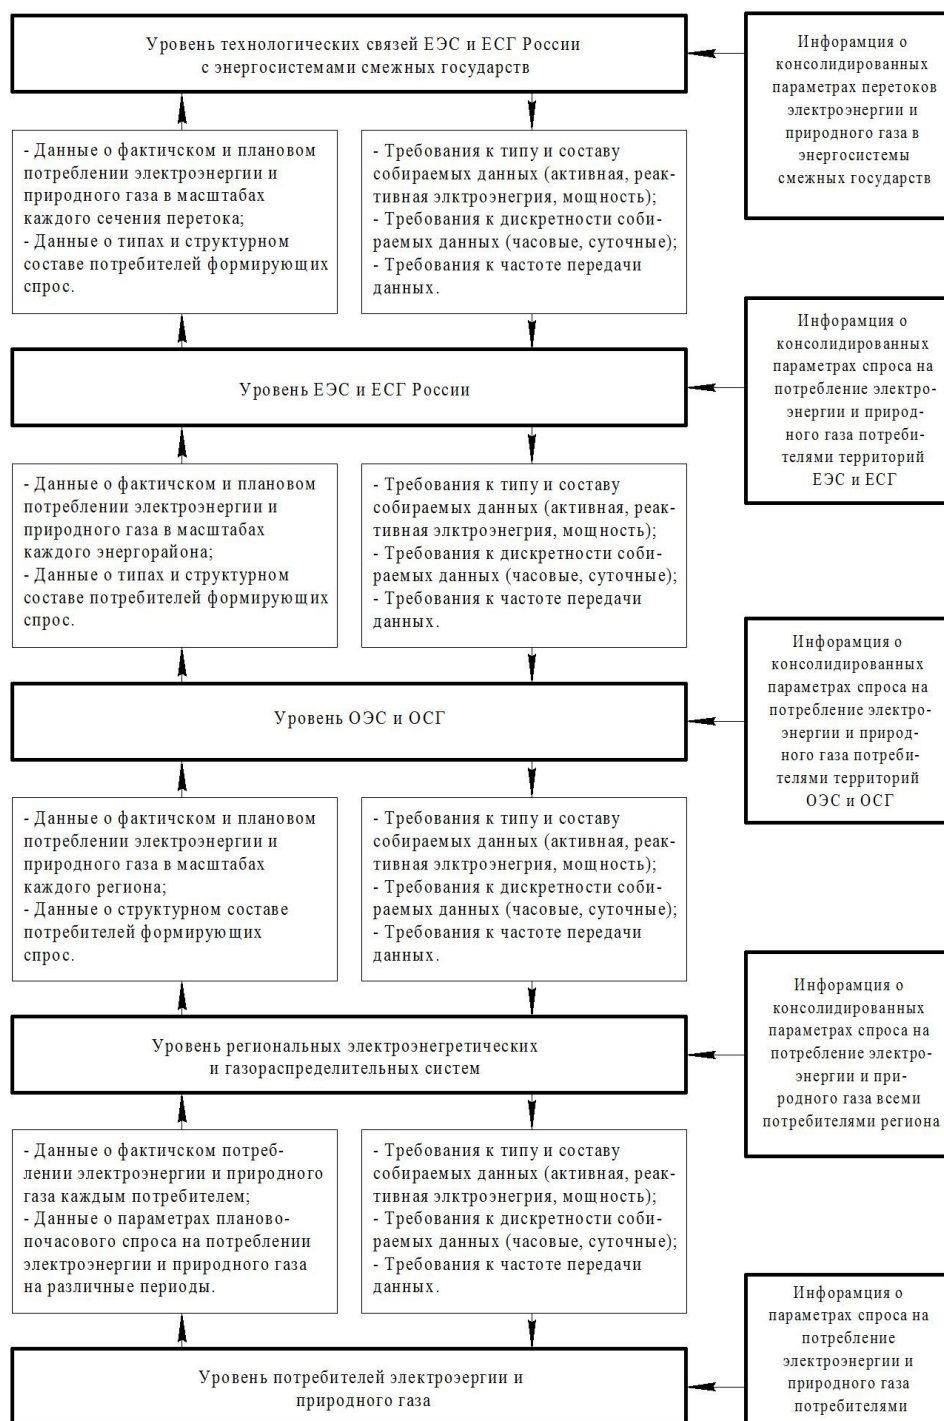 Уровень технологических связей ЕЭС и ЕСГ России
с энергосистемами смежных государств
Инфорамция о
консолидированных
параметрах перетоков
электроэнергии и
природного газа в
энергосистемы
смежных государств
- Данные о фактичском и плановом
потреблении электроэнергии и
природного газа в масштабах
каждого сечения перетока;
- Данные о типах и структурном
составе потребителей формирующих
спрос.
- Требования к типу и составу
собираемых данных (активная, реак-
тивная элктроэнегрия, мощность);
- Требования к дискретности соби-
раемых данных (часовые, суточные);
- Требования к частоте передачи
данных.
Уровень ЕЭС и ЕСГ России
Инфорамция о
консолидированных
параметрах спроса на
потребление электро-
энергии и природ-
ного газа потреби-
телями территорий
ЕЭС и ЕСГ
- Данные о фактичском и плановом
потреблении электроэнергии и
природного газа в масштабах
каждого энергорайона;
- Данные о типах и структурном
составе потребителей формирующих
спрос.
- Требования к типу и составу
собираемых данных (активная, реак-
тивная элктроэнегрия, мощность);
- Требования к дискретности соби-
раемых данных (часовые, суточные);
- Требования к частоте передачи
данных.
Уровень ОЭС и ОСГ
Инфорамция о
консолидированных
параметрах спроса на
потребление электро-
энергии и природ-
ного газа потреби-
телями территорий
ОЭС и ОСГ
- Данные о фактичском и плановом
потреблении электроэнергии и
природного газа в масштабах
каждого региона;
- Данные о структурном составе
потребителей формирующих
спрос.
- Требования к типу и составу
собираемых данных (активная, реак-
тивная элктроэнегрия, мощность);
- Требования к дискретности соби-
раемых данных (часовые, суточные);
- Требования к частоте передачи
данных.
Уровень региональных электроэнегретических
и газораспределительных систем
Инфорамция о
консолидированных
параметрах спроса на
потребление электро-
энергии и при-
родного газа всеми
потребителями региона
- Данные о фактичском потреб-
лении электроэнергии и природного
газа каждым потребителем;
- Данные о параметрах планово-
почасового спроса на потреблении
электроэнергии и природного газа
на различные периоды.
- Требования к типу и составу
собираемых данных (активная, реак-
тивная элктроэнегрия, мощность);
- Требования к дискретности соби-
раемых данных (часовые, суточные);
- Требования к частоте передачи
данных.
Уровень потребителей электроэергии и
природного газа
Инфорамция о
параметрах спроса на
потребление
электроэнергии и
природного газа
потребителями